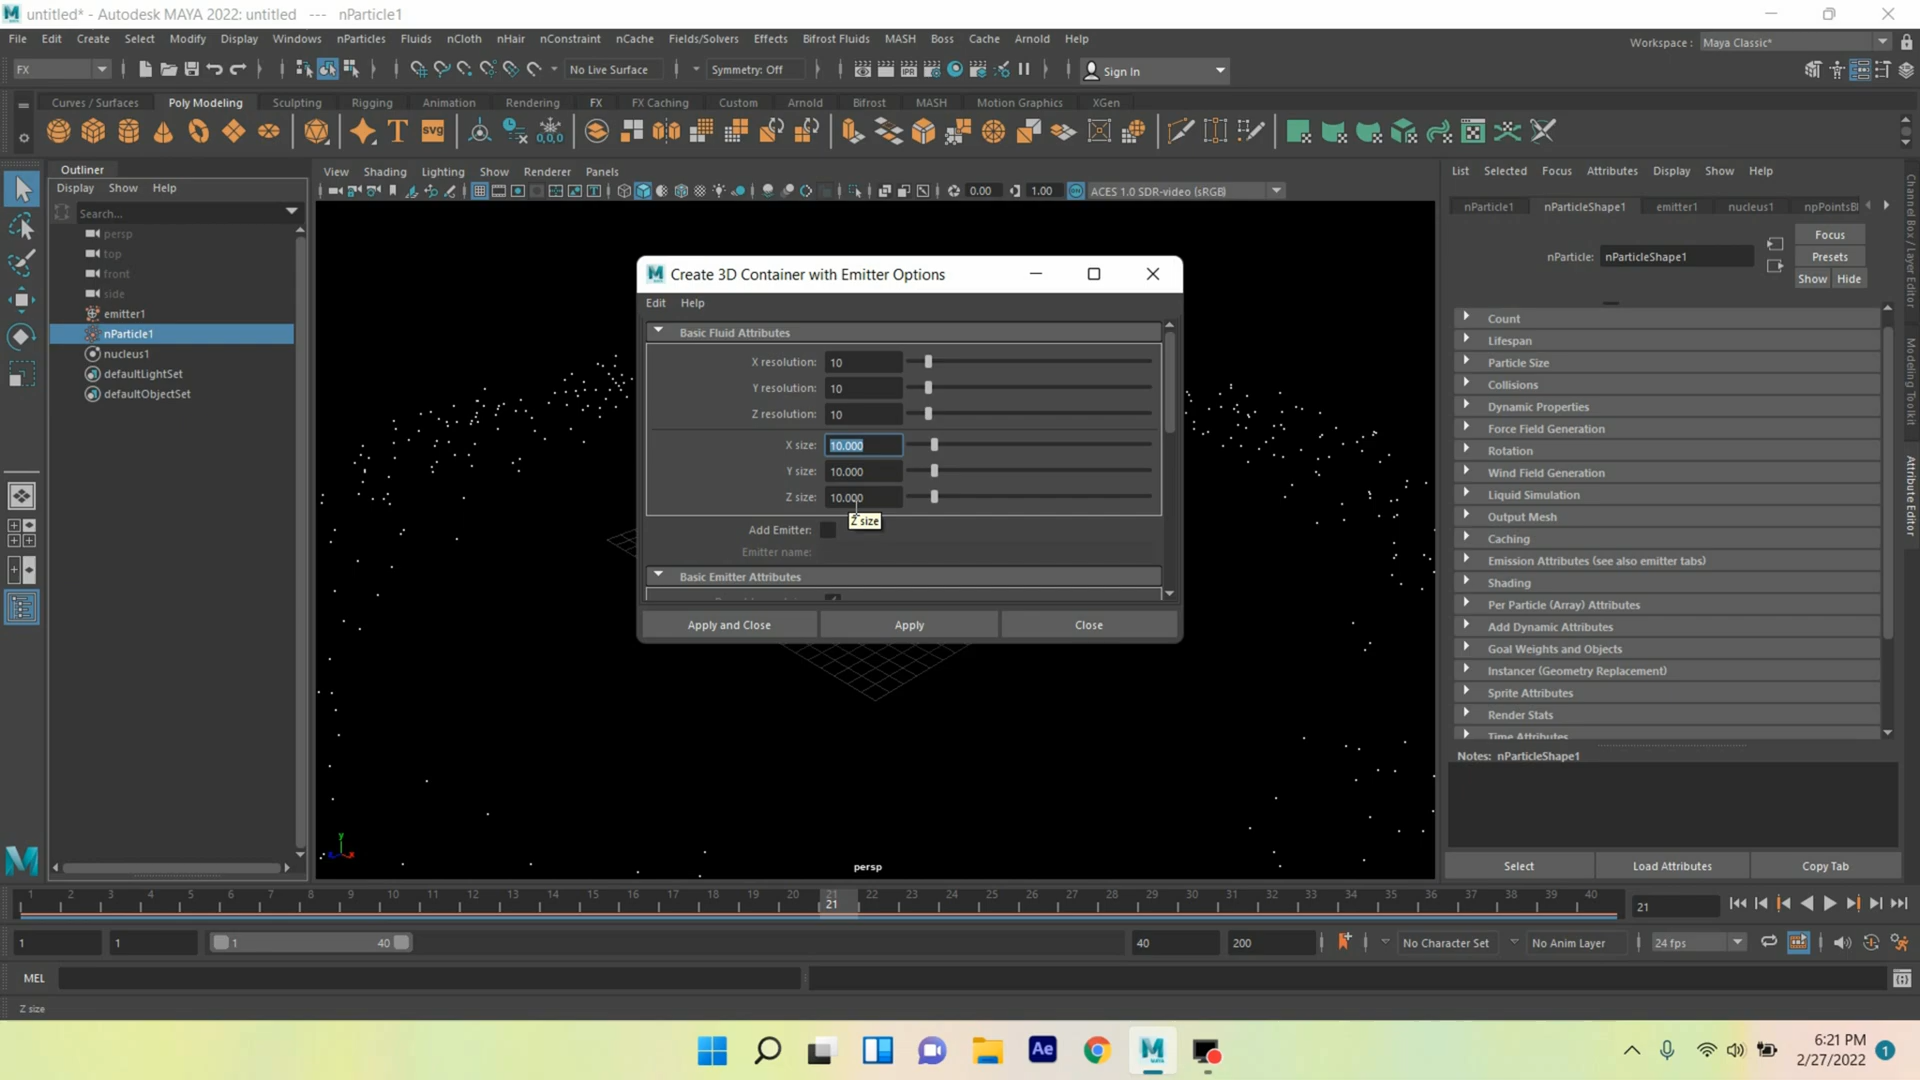 untitled* - Autodesk MAYA 2022: untitled --- nParticle1
File Edit Create Select Modify Display Windows nParticles Fluids nCloth nHair nConstraint nCache Fields/Solvers Effects Bifrost Fluids MASH Boss Cache Arnold Help
Workspace : Maya Classic*
FX No Live Surface Symmetry: Off Sign In
Curves / Surfaces Poly Modeling Sculpting Rigging Animation Rendering FX FX Caching Custom Arnold Bifrost MASH Motion Graphics XGen
Outliner
Display Show Help
Search...
persp
top
front
side
emitter1
nParticle1
nucleus1
defaultLightSet
defaultObjectSet
View Shading Lighting Show Renderer Panels
0.00 1.00 ACES 1.0 SDR-video (sRGB)
Create 3D Container with Emitter Options
Edit Help
Basic Fluid Attributes
X resolution: 10
Y resolution: 10
Z resolution: 10
X size: 10.000
Y size: 10.000
Z size: 10.000
Z size
Add Emitter:
Emitter name:
Basic Emitter Attributes
Apply and Close Apply Close
persp
List Selected Focus Attributes Display Show Help
nParticle1 nParticleShape1 emitter1 nucleus1 npPointsBl
nParticle: nParticleShape1
Focus
Presets
Show Hide
Count
Lifespan
Particle Size
Collisions
Dynamic Properties
Force Field Generation
Rotation
Wind Field Generation
Liquid Simulation
Output Mesh
Caching
Emission Attributes (see also emitter tabs)
Shading
Per Particle (Array) Attributes
Add Dynamic Attributes
Goal Weights and Objects
Instancer (Geometry Replacement)
Sprite Attributes
Render Stats
Time Attributes
Notes: nParticleShape1
Select Load Attributes Copy Tab
Channel Box / Layer Editor
Modeling Toolkit
Attribute Editor
1 2 3 4 5 6 7 8 9 10 11 12 13 14 15 16 17 18 19 20 21 22 23 24 25 26 27 28 29 30 31 32 33 34 35 36 37 38 39 40
21 21
1 1 1 40 40 200 No Character Set No Anim Layer 24 fps
MEL
Z size
Ae
6:21 PM
2/27/2022
1